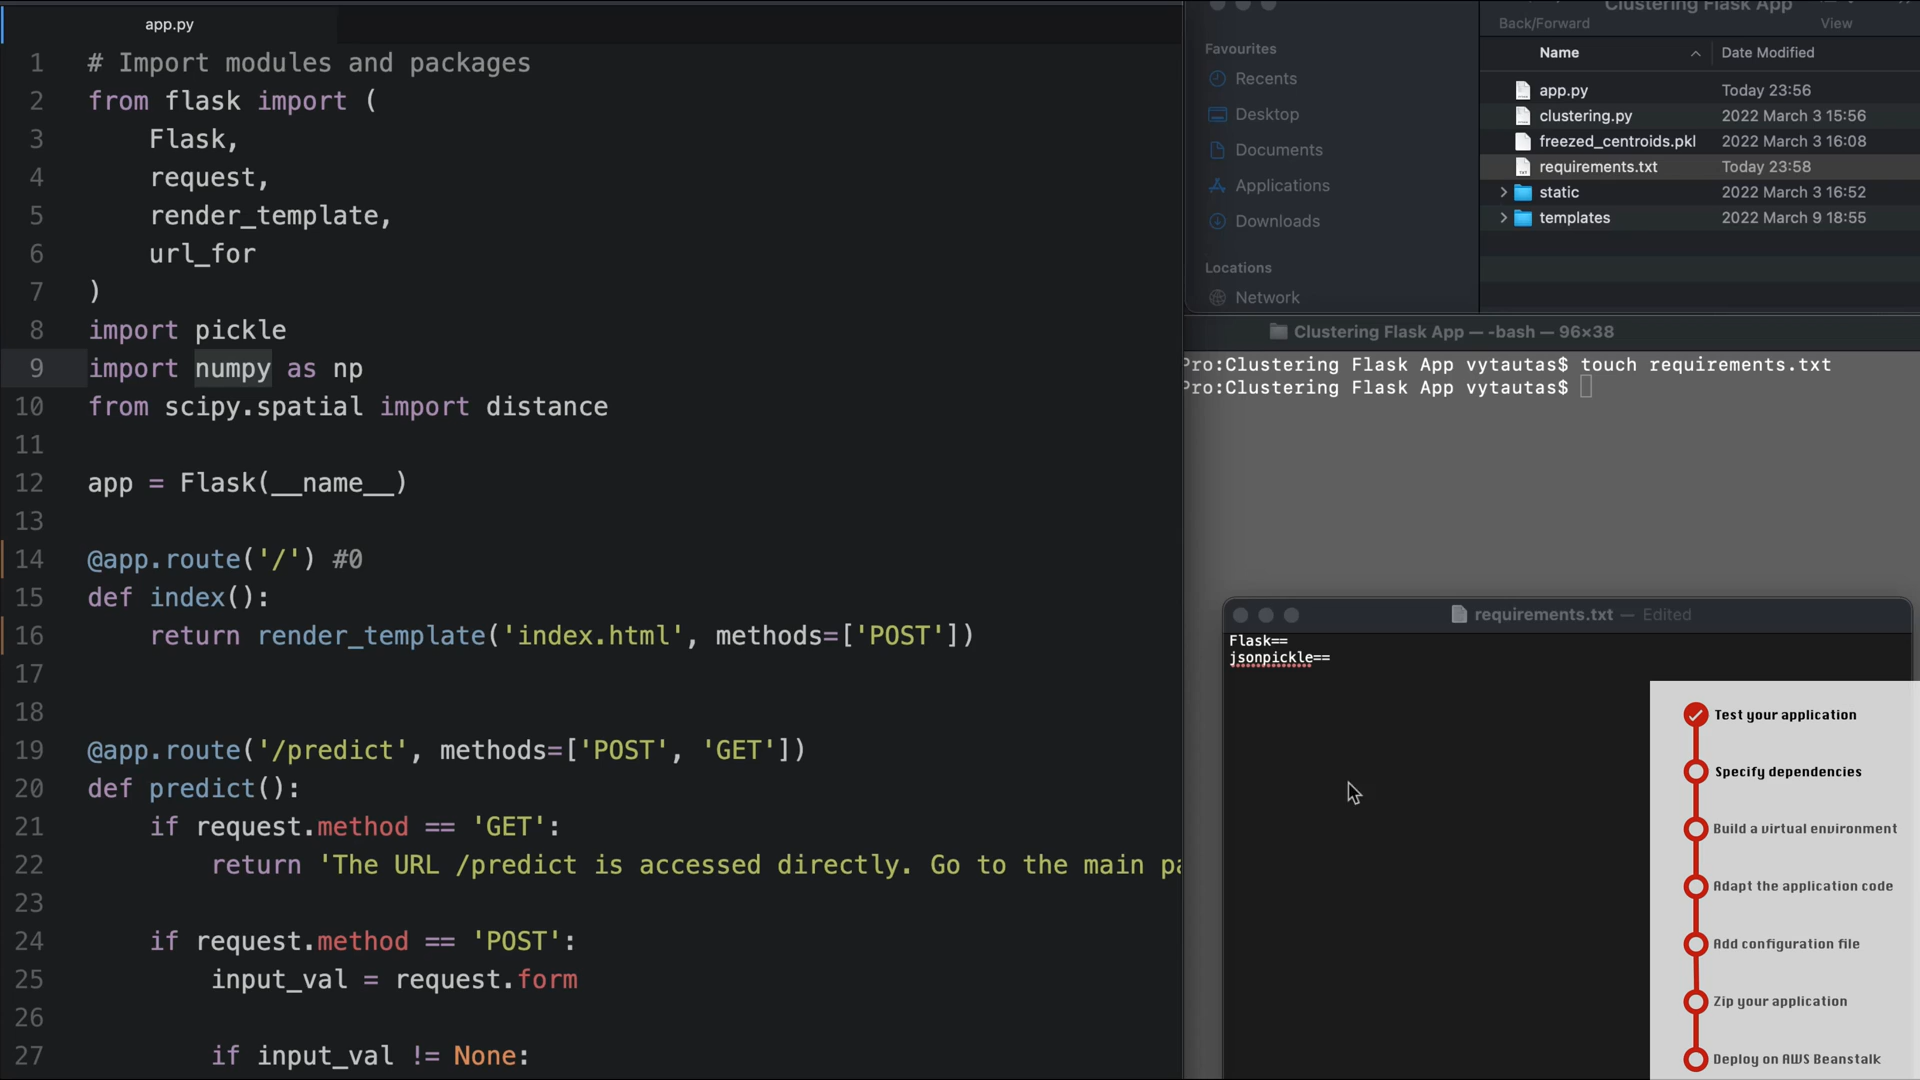 app.py
1 # Import modules and packages
2 from flask import (
3 Flask,
4 request,
5 render_template,
6 url_for
7 )
8 import pickle
9 import numpy as np
10 from scipy.spatial import distance
11
12 app = Flask(__name__)
13
14 @app.route('/') #0
15 def index():
16 return render_template('index.html', methods=['POST'])
17
18
19 @app.route('/predict', methods=['POST', 'GET'])
20 def predict():
21 if request.method == 'GET':
22 return 'The URL /predict is accessed directly. Go to the main pa
23
24 if request.method == 'POST':
25 input_val = request.form
26
27 if input_val != None:
Clustering Flask App
Back/Forward View
Favourites
Recents
Desktop
Documents
Applications
Downloads
Locations
Network
Name Date Modified
app.py Today 23:56
clustering.py 2022 March 3 15:56
freezed_centroids.pkl 2022 March 3 16:08
requirements.txt Today 23:58
static 2022 March 3 16:52
templates 2022 March 9 18:55
Clustering Flask App — -bash — 96×38
Pro:Clustering Flask App vytautas$ touch requirements.txt
Pro:Clustering Flask App vytautas$
requirements.txt — Edited
Flask==
jsonpickle==
Test your application
Specify dependencies
Build a virtual environment
Adapt the application code
Add configuration file
Zip your application
Deploy on AWS Beanstalk